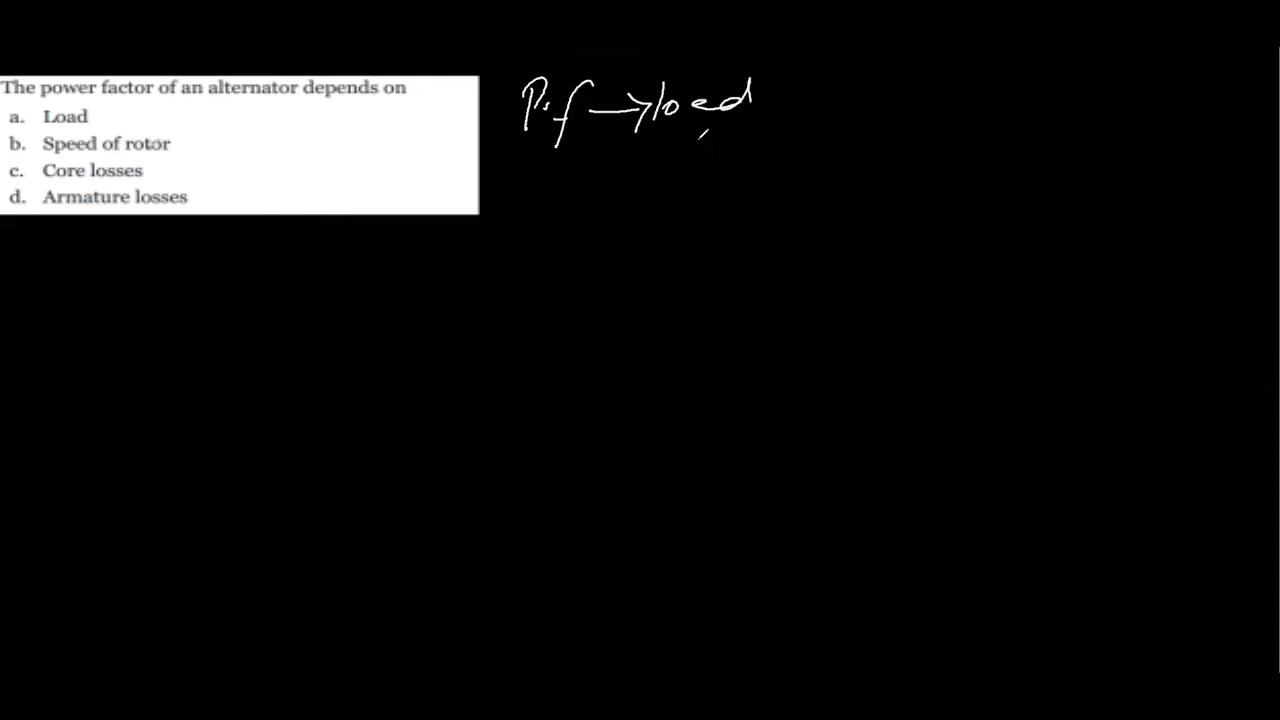 The power factor of an alternator depends on
a. Load
b. Speed of rotor
c. Core losses
d. Armature losses
P.f → load